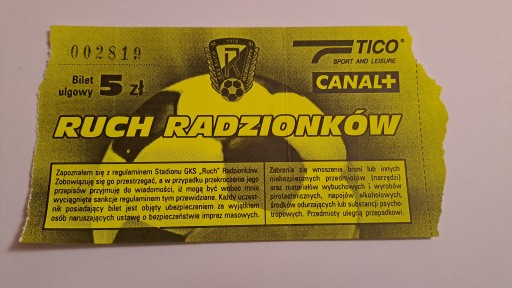 002819
Bilet
ulgowy 5 zł
1919
R
TICO®
SPORT AND LEISURE
CANAL+
RUCH RADZIONKÓW
Zapoznałem się z regulaminem Stadionu GKS „Ruch” Radzionków.
Zobowiązuję się go przestrzegać, a w przypadku przekroczenia jego
przepisów przyjmuję do wiadomości, iż mogą być wobec mnie
wyciągnięte sankcje regulaminem tym przewidziane. Każdy uczest-
nik posiadający bilet jest objęty ubezpieczeniem za wyjątkiem
osób naruszających ustawę o bezpieczeństwie imprez masowych.
Zabrania się wnoszenia broni lub innych
niebezpiecznych przedmiotów (narzędzi)
oraz materiałów wybuchowych i wyrobów
pirotechnicznych, napojów alkoholowych,
środków odurzających lub substancji psycho-
tropowych. Przedmioty ulegną przepadkowi.